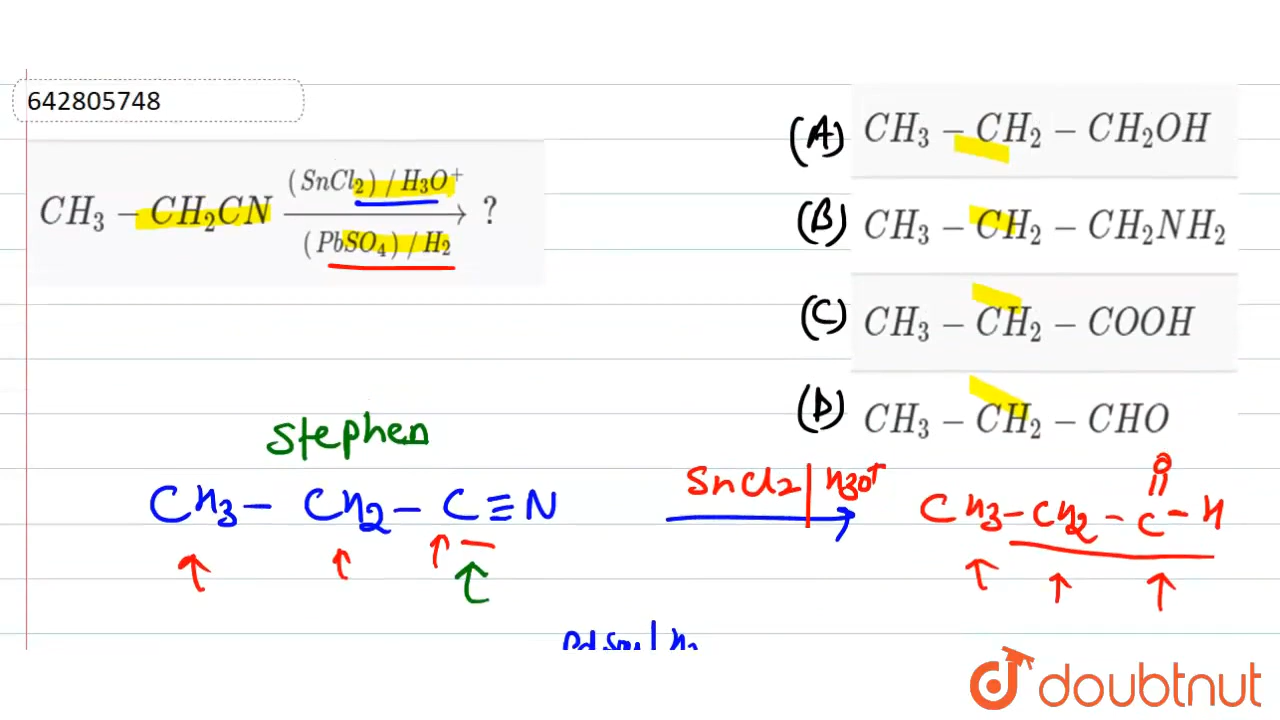 642805748
CH₃ – CH₂CN (SnCl₂) / H₃O⁺ (PbSO₄) / H₂ ?
(A) CH₃ – CH₂ – CH₂OH
(B) CH₃ – CH₂ – CH₂NH₂
(C) CH₃ – CH₂ – COOH
(D) CH₃ – CH₂ – CHO
Stephen
CH₃ – CH₂ – C ≡ N SnCl₂ | H₃O⁺ CH₃ – CH₂ – C – H
O
doubtnut